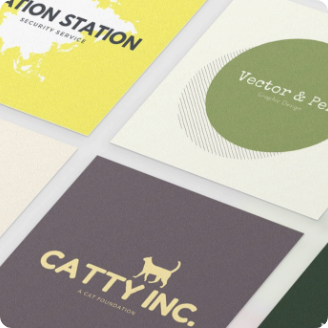 ATION STATION
SECURITY SERVICE
Vector & Pe
Graphic Design
CATTY INC.
A CAT FOUNDATION